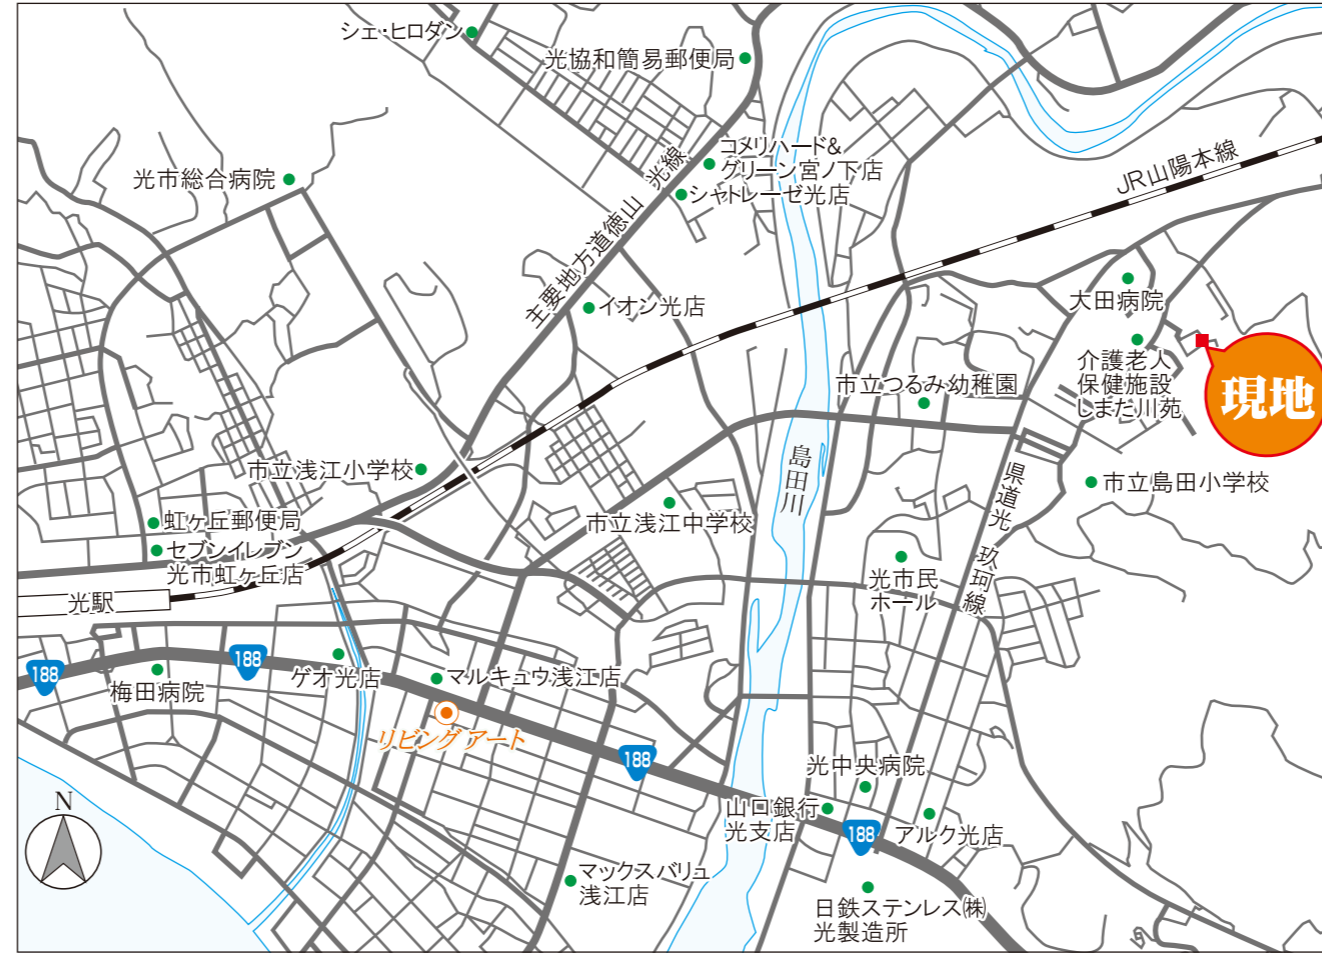 シェ・ヒロダン
光協和簡易郵便局
コメリハード&
グリーン宮ノ下店
シャトレーゼ光店
光市総合病院
主要地方道徳山 光線
JR山陽本線
イオン光店
大田病院
介護老人
保健施設
しまた川苑
現地
市立つるみ幼稚園
島田川
県道光 玖珂線
市立島田小学校
市立浅江小学校
市立浅江中学校
虹ヶ丘郵便局
セブンイレブン
光市虹ヶ丘店
光駅
光市民
ホール
188
188
梅田病院
ゲオ光店
マルキュウ浅江店
リビング アート
188
光中央病院
山口銀行
光支店
188
アルク光店
N
マックスバリュ
浅江店
日鉄ステンレス㈱
光製造所